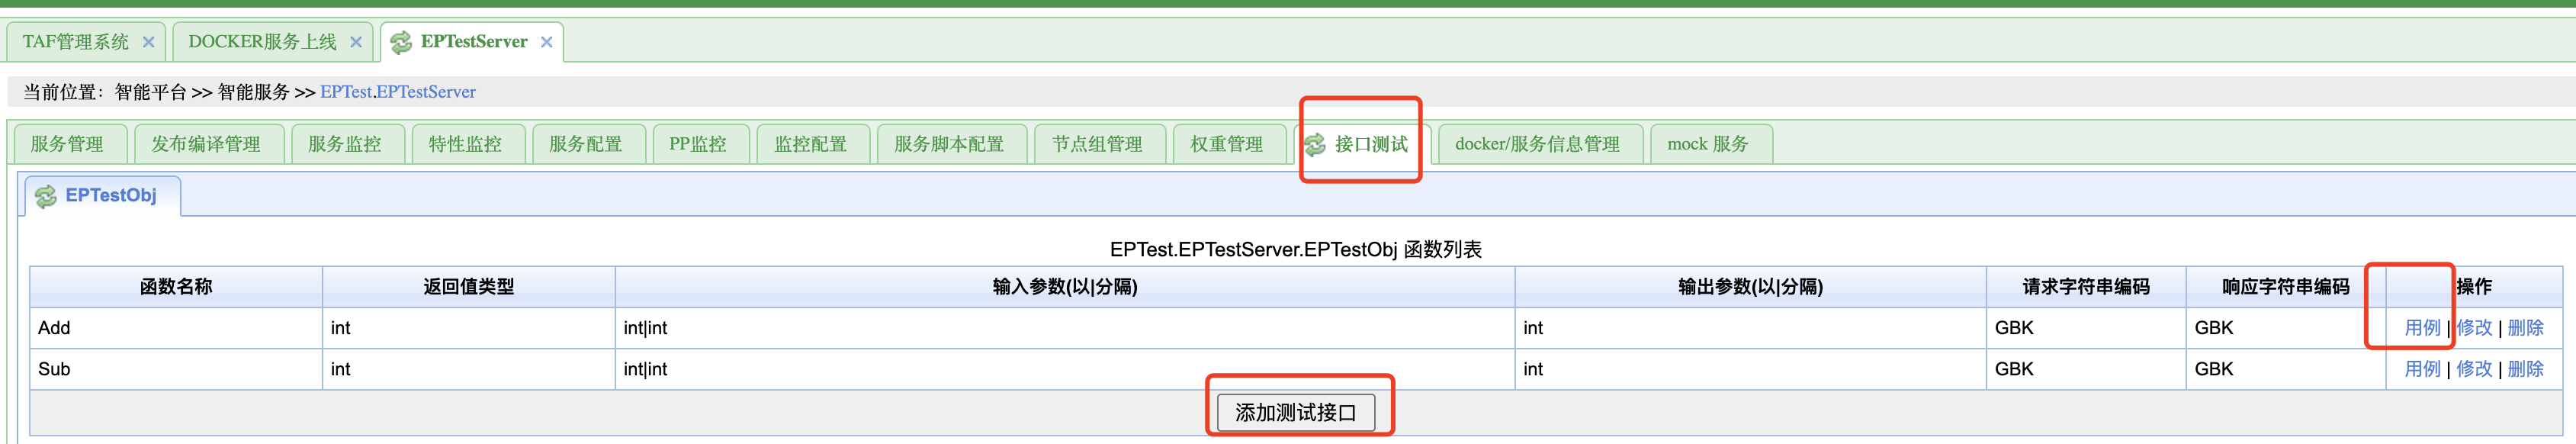 TAF管理系统 DOCKER服务上线 EPTestServer
当前位置：智能平台 >> 智能服务 >> EPTest.EPTestServer
服务管理 发布编译管理 服务监控 特性监控 服务配置 PP监控 监控配置 服务脚本配置 节点组管理 权重管理 接口测试 docker/服务信息管理 mock 服务
EPTestObj
EPTest.EPTestServer.EPTestObj 函数列表
函数名称 返回值类型 输入参数(以|分隔) 输出参数(以|分隔) 请求字符串编码 响应字符串编码 操作
Add int int|int int GBK GBK 用例 | 修改 | 删除
Sub int int|int int GBK GBK 用例 | 修改 | 删除
添加测试接口